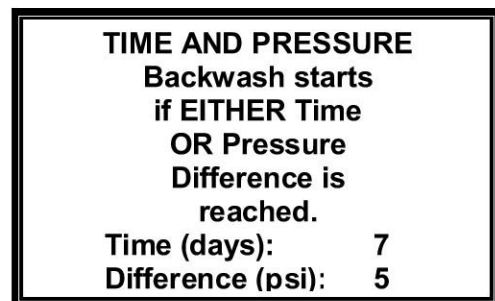 TIME AND PRESSURE
Backwash starts
if EITHER Time
OR Pressure
Difference is
reached.
Time (days): 7
Difference (psi): 5